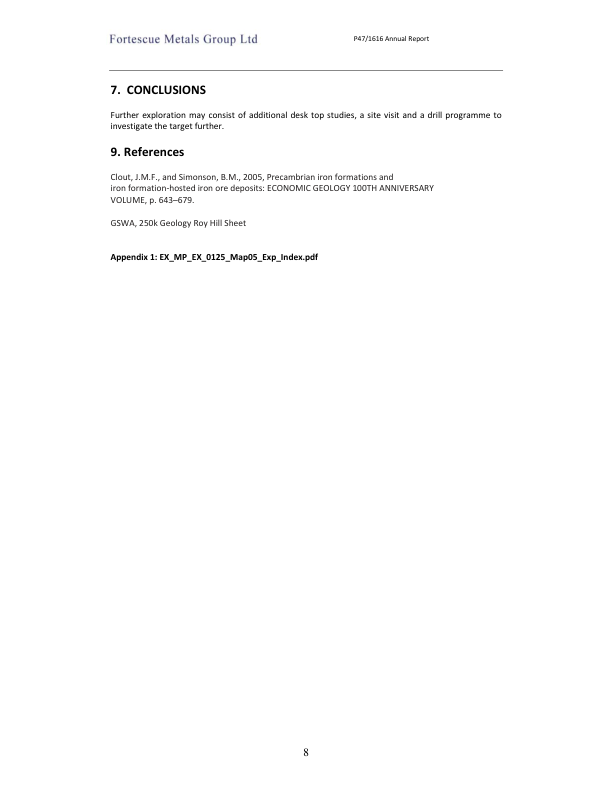 Fortescue Metals Group Ltd P47/1616 Annual Report
7. CONCLUSIONS
Further exploration may consist of additional desk top studies, a site visit and a drill programme to
investigate the target further.
9. References
Clout, J.M.F., and Simonson, B.M., 2005, Precambrian iron formations and
iron formation-hosted iron ore deposits: ECONOMIC GEOLOGY 100TH ANNIVERSARY
VOLUME, p. 643–679.
GSWA, 250k Geology Roy Hill Sheet
Appendix 1: EX_MP_EX_0125_Map05_Exp_Index.pdf
8